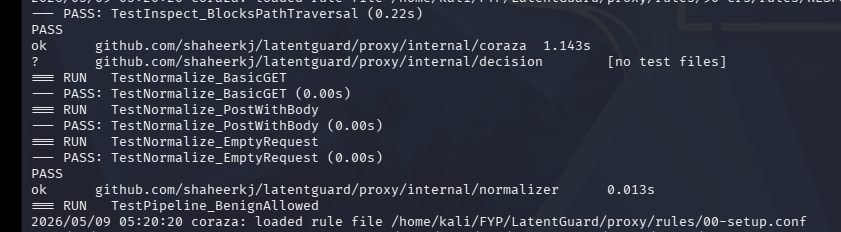 --- PASS: TestInspect_BlocksPathTraversal (0.22s)
PASS
ok      github.com/shaheerkj/latentguard/proxy/internal/coraza  1.143s
?       github.com/shaheerkj/latentguard/proxy/internal/decision        [no test files]
=== RUN   TestNormalize_BasicGET
--- PASS: TestNormalize_BasicGET (0.00s)
=== RUN   TestNormalize_PostWithBody
--- PASS: TestNormalize_PostWithBody (0.00s)
=== RUN   TestNormalize_EmptyRequest
--- PASS: TestNormalize_EmptyRequest (0.00s)
PASS
ok      github.com/shaheerkj/latentguard/proxy/internal/normalizer      0.013s
=== RUN   TestPipeline_BenignAllowed
2026/05/09 05:20:20 coraza: loaded rule file /home/kali/FYP/LatentGuard/proxy/rules/00-setup.conf